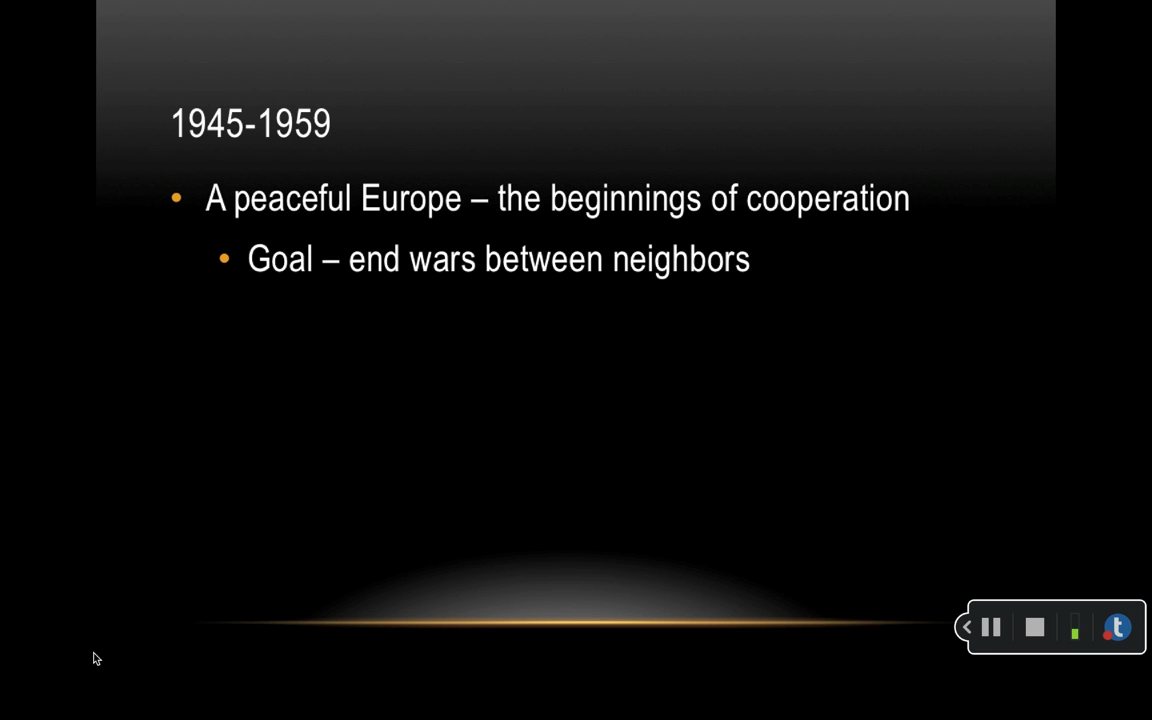 1945-1959
• A peaceful Europe – the beginnings of cooperation
• Goal – end wars between neighbors
t